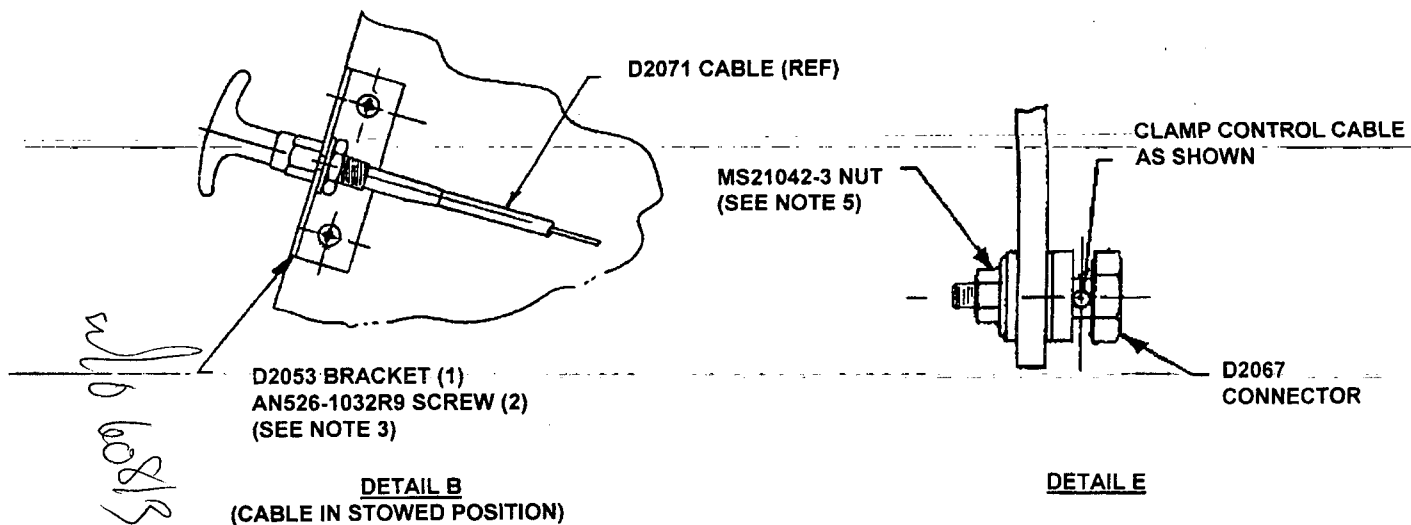 D2071 CABLE (REF)
CLAMP CONTROL CABLE
AS SHOWN
MS21042-3 NUT
(SEE NOTE 5)
D2053 BRACKET (1)
AN526-1032R9 SCREW (2)
(SEE NOTE 3)
D2067
CONNECTOR
DETAIL B
(CABLE IN STOWED POSITION)
DETAIL E